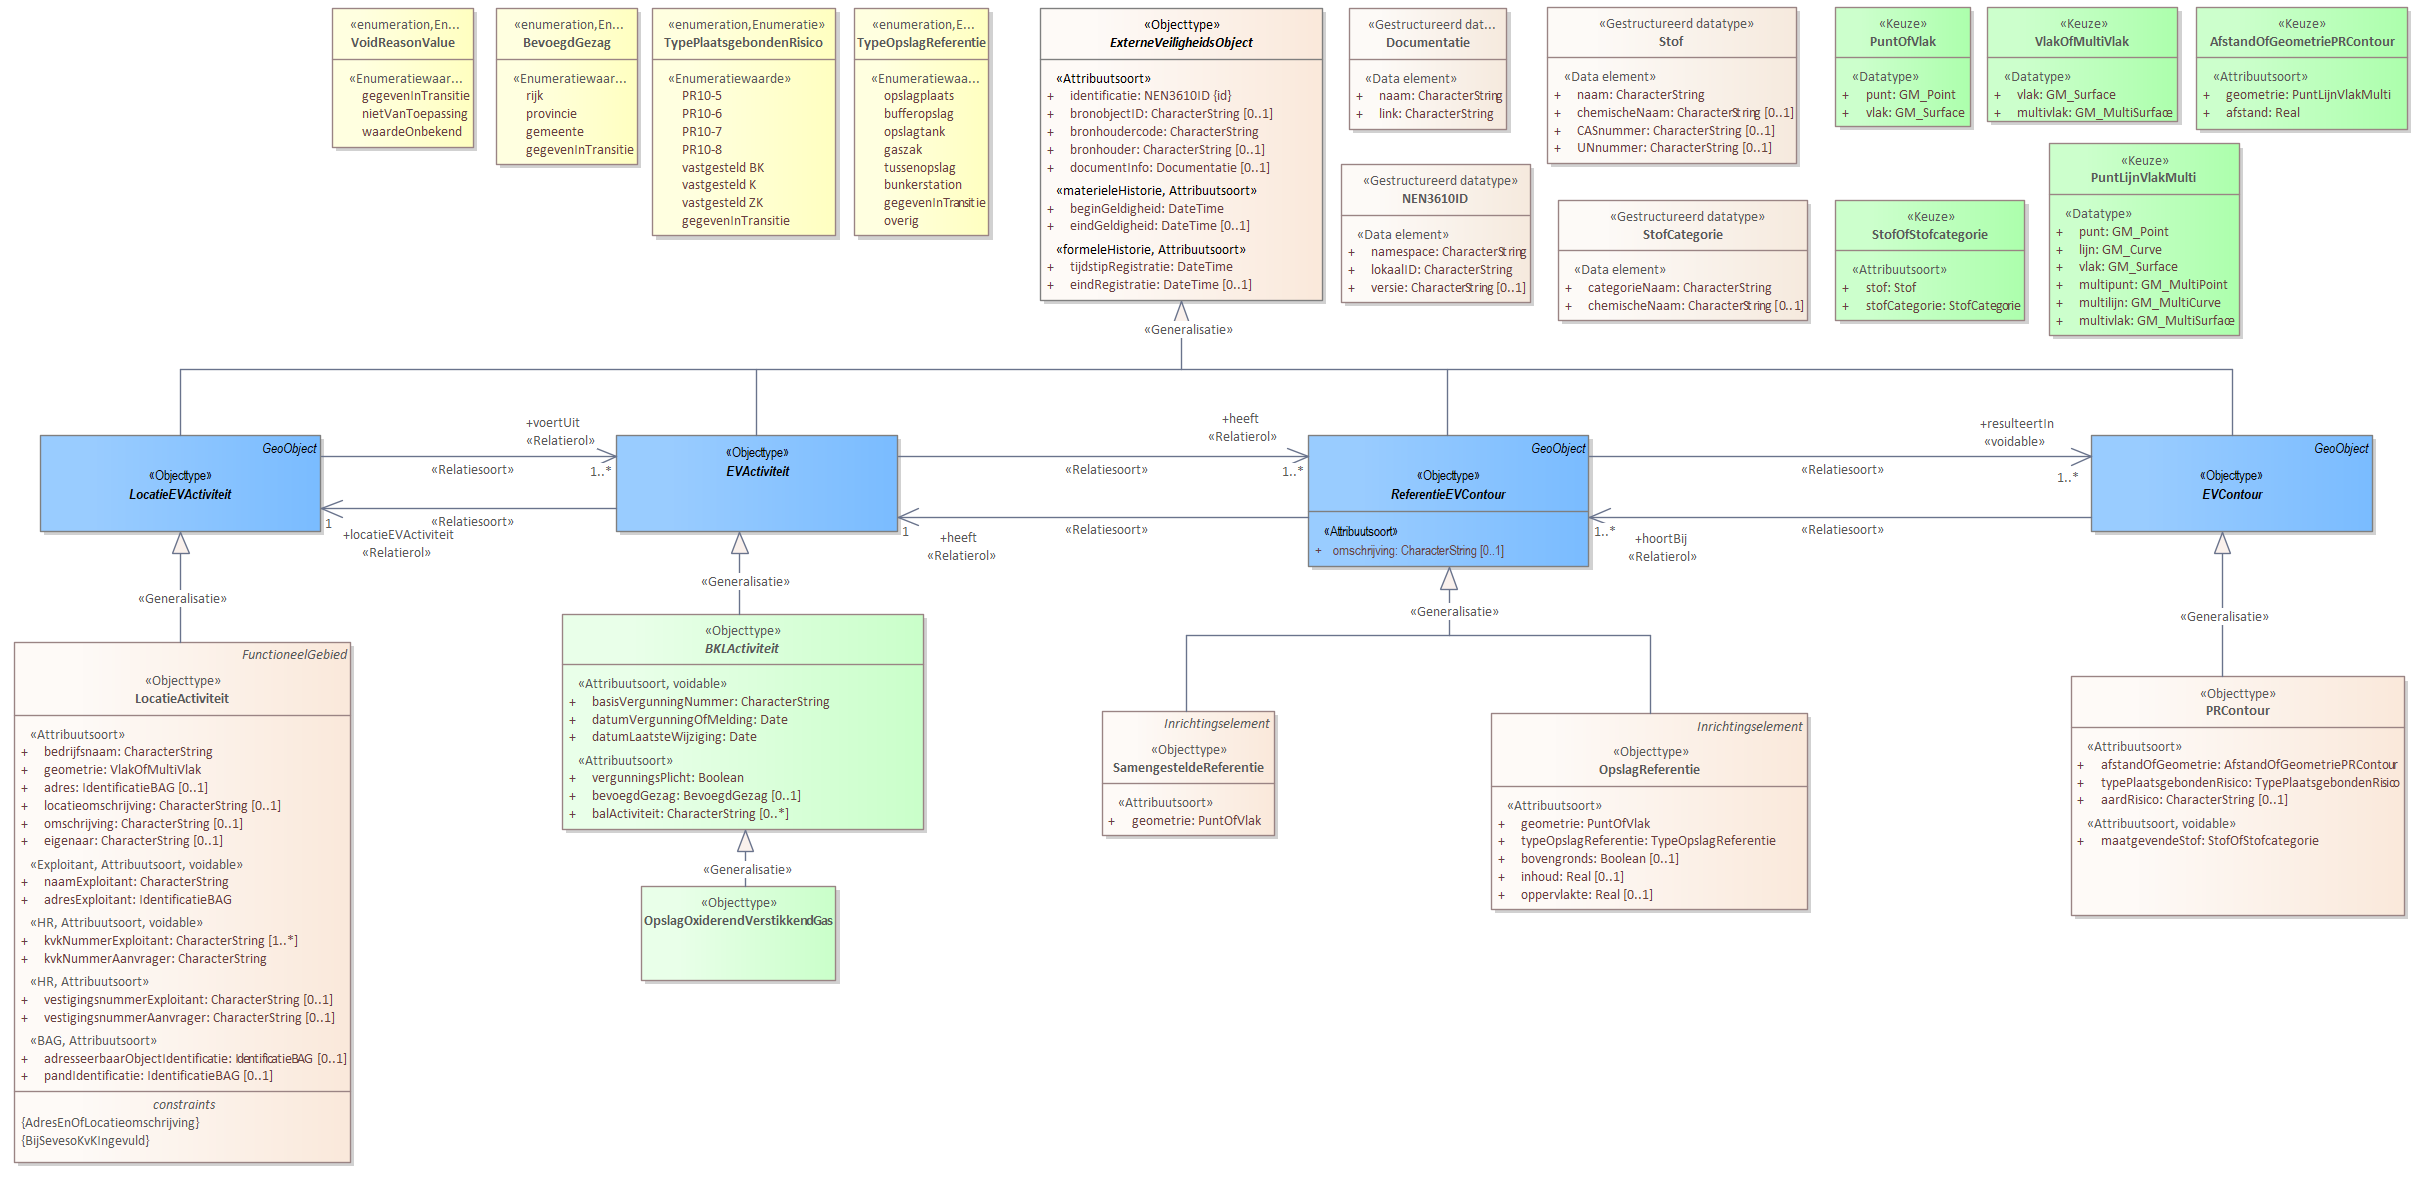 «enumeration,En...
VoidReasonValue
«Enumeratiewaar...
gegevenInTransitie
nietVanToepassing
waardeOnbekend
«enumeration,En...
BevoegdGezag
«Enumeratiewaar...
rijk
provincie
gemeente
gegevenInTransitie
«enumeration,Enumeratie»
TypePlaatsgebondenRisico
«Enumeratiewaarde»
PR10-5
PR10-6
PR10-7
PR10-8
vastgesteld BK
vastgesteld K
vastgesteld ZK
gegevenInTransitie
«enumeration,E...
TypeOpslagReferentie
«Enumeratiewaa...
opslagplaats
bufferopslag
opslagtank
gaszak
tussenopslag
bunkerstation
gegevenInTransitie
overig
«Objecttype»
ExterneVeiligheidsObject
«Attribuutsoort»
+ identificatie: NEN3610ID {id}
+ bronobjectID: CharacterString [0..1]
+ bronhoudercode: CharacterString
+ bronhouder: CharacterString [0..1]
+ documentInfo: Documentatie [0..1]
«materieleHistorie, Attribuutsoort»
+ beginGeldigheid: DateTime
+ eindGeldigheid: DateTime [0..1]
«formeleHistorie, Attribuutsoort»
+ tijdstipRegistratie: DateTime
+ eindRegistratie: DateTime [0..1]
«Gestructureerd dat...
Documentatie
«Data element»
+ naam: CharacterString
+ link: CharacterString
«Gestructureerd datatype»
NEN3610ID
«Data element»
+ namespace: CharacterString
+ lokaalID: CharacterString
+ versie: CharacterString [0..1]
«Gestructureerd datatype»
Stof
«Data element»
+ naam: CharacterString
+ chemischeNaam: CharacterString [0..1]
+ CASnummer: CharacterString [0..1]
+ UNnummer: CharacterString [0..1]
«Gestructureerd datatype»
StofCategorie
«Data element»
+ categorieNaam: CharacterString
+ chemischeNaam: CharacterString [0..1]
«Keuze»
PuntOfVlak
«Datatype»
+ punt: GM_Point
+ vlak: GM_Surface
«Keuze»
VlakOfMultiVlak
«Datatype»
+ vlak: GM_Surface
+ multivlak: GM_MultiSurface
«Keuze»
AfstandOfGeometriePRContour
«Attribuutsoort»
+ geometrie: PuntLijnVlakMulti
+ afstand: Real
«Keuze»
StofOfStofcategorie
«Attribuutsoort»
+ stof: Stof
+ stofCategorie: StofCategorie
«Keuze»
PuntLijnVlakMulti
«Datatype»
+ punt: GM_Point
+ lijn: GM_Curve
+ vlak: GM_Surface
+ multipunt: GM_MultiPoint
+ multilijn: GM_MultiCurve
+ multivlak: GM_MultiSurface
«Generalisatie»
GeoObject
«Objecttype»
LocatieEVActiviteit
+voertUit
«Relatierol»
1..*
«Relatiesoort»
«Relatiesoort»
1
+locatieEVActiviteit
«Relatierol»
«Objecttype»
EVActiviteit
+heeft
«Relatierol»
1..*
«Relatiesoort»
«Relatiesoort»
1
+heeft
«Relatierol»
GeoObject
«Objecttype»
ReferentieEVContour
«Attribuutsoort»
+ omschrijving: CharacterString [0..1]
+resulteertIn
«voidable»
1..*
«Relatiesoort»
«Relatiesoort»
1..*
+hoortBij
«Relatierol»
GeoObject
«Objecttype»
EVContour
«Generalisatie»
«Generalisatie»
«Generalisatie»
«Generalisatie»
FunctioneelGebied
«Objecttype»
LocatieActiviteit
«Attribuutsoort»
+ bedrijfsnaam: CharacterString
+ geometrie: VlakOfMultiVlak
+ adres: IdentificatieBAG [0..1]
+ locatieomschrijving: CharacterString [0..1]
+ omschrijving: CharacterString [0..1]
+ eigenaar: CharacterString [0..1]
«Exploitant, Attribuutsoort, voidable»
+ naamExploitant: CharacterString
+ adresExploitant: IdentificatieBAG
«HR, Attribuutsoort, voidable»
+ kvkNummerExploitant: CharacterString [1..*]
+ kvkNummerAanvrager: CharacterString
«HR, Attribuutsoort»
+ vestigingsnummerExploitant: CharacterString [0..1]
+ vestigingsnummerAanvrager: CharacterString [0..1]
«BAG, Attribuutsoort»
+ adresseerbaarObjectIdentificatie: IdentificatieBAG [0..1]
+ pandIdentificatie: IdentificatieBAG [0..1]
constraints
{AdresEnOfLocatieomschrijving}
{BijSevesoKvKIngevuld}
«Objecttype»
BKLActiviteit
«Attribuutsoort, voidable»
+ basisVergunningNummer: CharacterString
+ datumVergunningOfMelding: Date
+ datumLaatsteWijziging: Date
«Attribuutsoort»
+ vergunningsPlicht: Boolean
+ bevoegdGezag: BevoegdGezag [0..1]
+ balActiviteit: CharacterString [0..*]
«Generalisatie»
«Objecttype»
OpslagOxiderendVerstikkendGas
Inrichtingselement
«Objecttype»
SamengesteldeReferentie
«Attribuutsoort»
+ geometrie: PuntOfVlak
Inrichtingselement
«Objecttype»
OpslagReferentie
«Attribuutsoort»
+ geometrie: PuntOfVlak
+ typeOpslagReferentie: TypeOpslagReferentie
+ bovengronds: Boolean [0..1]
+ inhoud: Real [0..1]
+ oppervlakte: Real [0..1]
«Objecttype»
PRContour
«Attribuutsoort»
+ afstandOfGeometrie: AfstandOfGeometriePRContour
+ typePlaatsgebondenRisico: TypePlaatsgebondenRisico
+ aardRisico: CharacterString [0..1]
«Attribuutsoort, voidable»
+ maatgevendeStof: StofOfStofcategorie